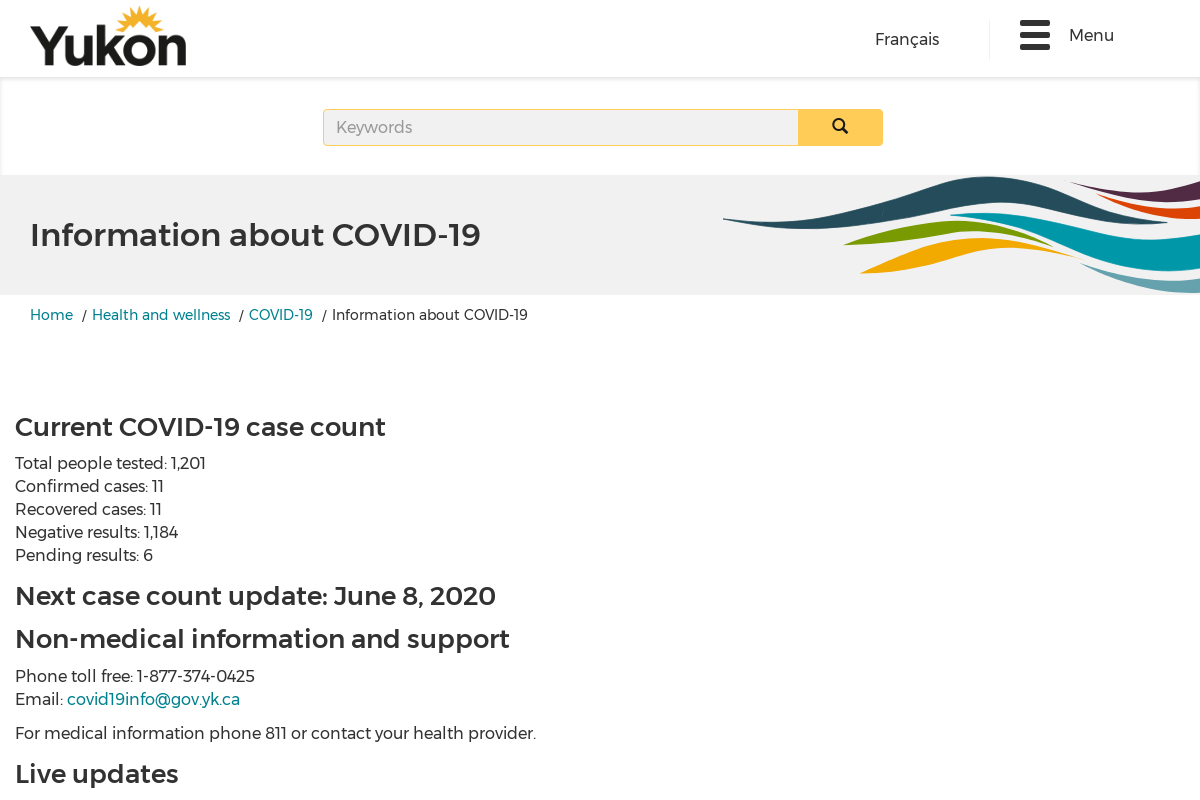 Yukon
Français
Menu
Keywords
Information about COVID-19
Home / Health and wellness / COVID-19 / Information about COVID-19
Current COVID-19 case count
Total people tested: 1,201
Confirmed cases: 11
Recovered cases: 11
Negative results: 1,184
Pending results: 6
Next case count update: June 8, 2020
Non-medical information and support
Phone toll free: 1-877-374-0425
Email: covid19info@gov.yk.ca
For medical information phone 811 or contact your health provider.
Live updates